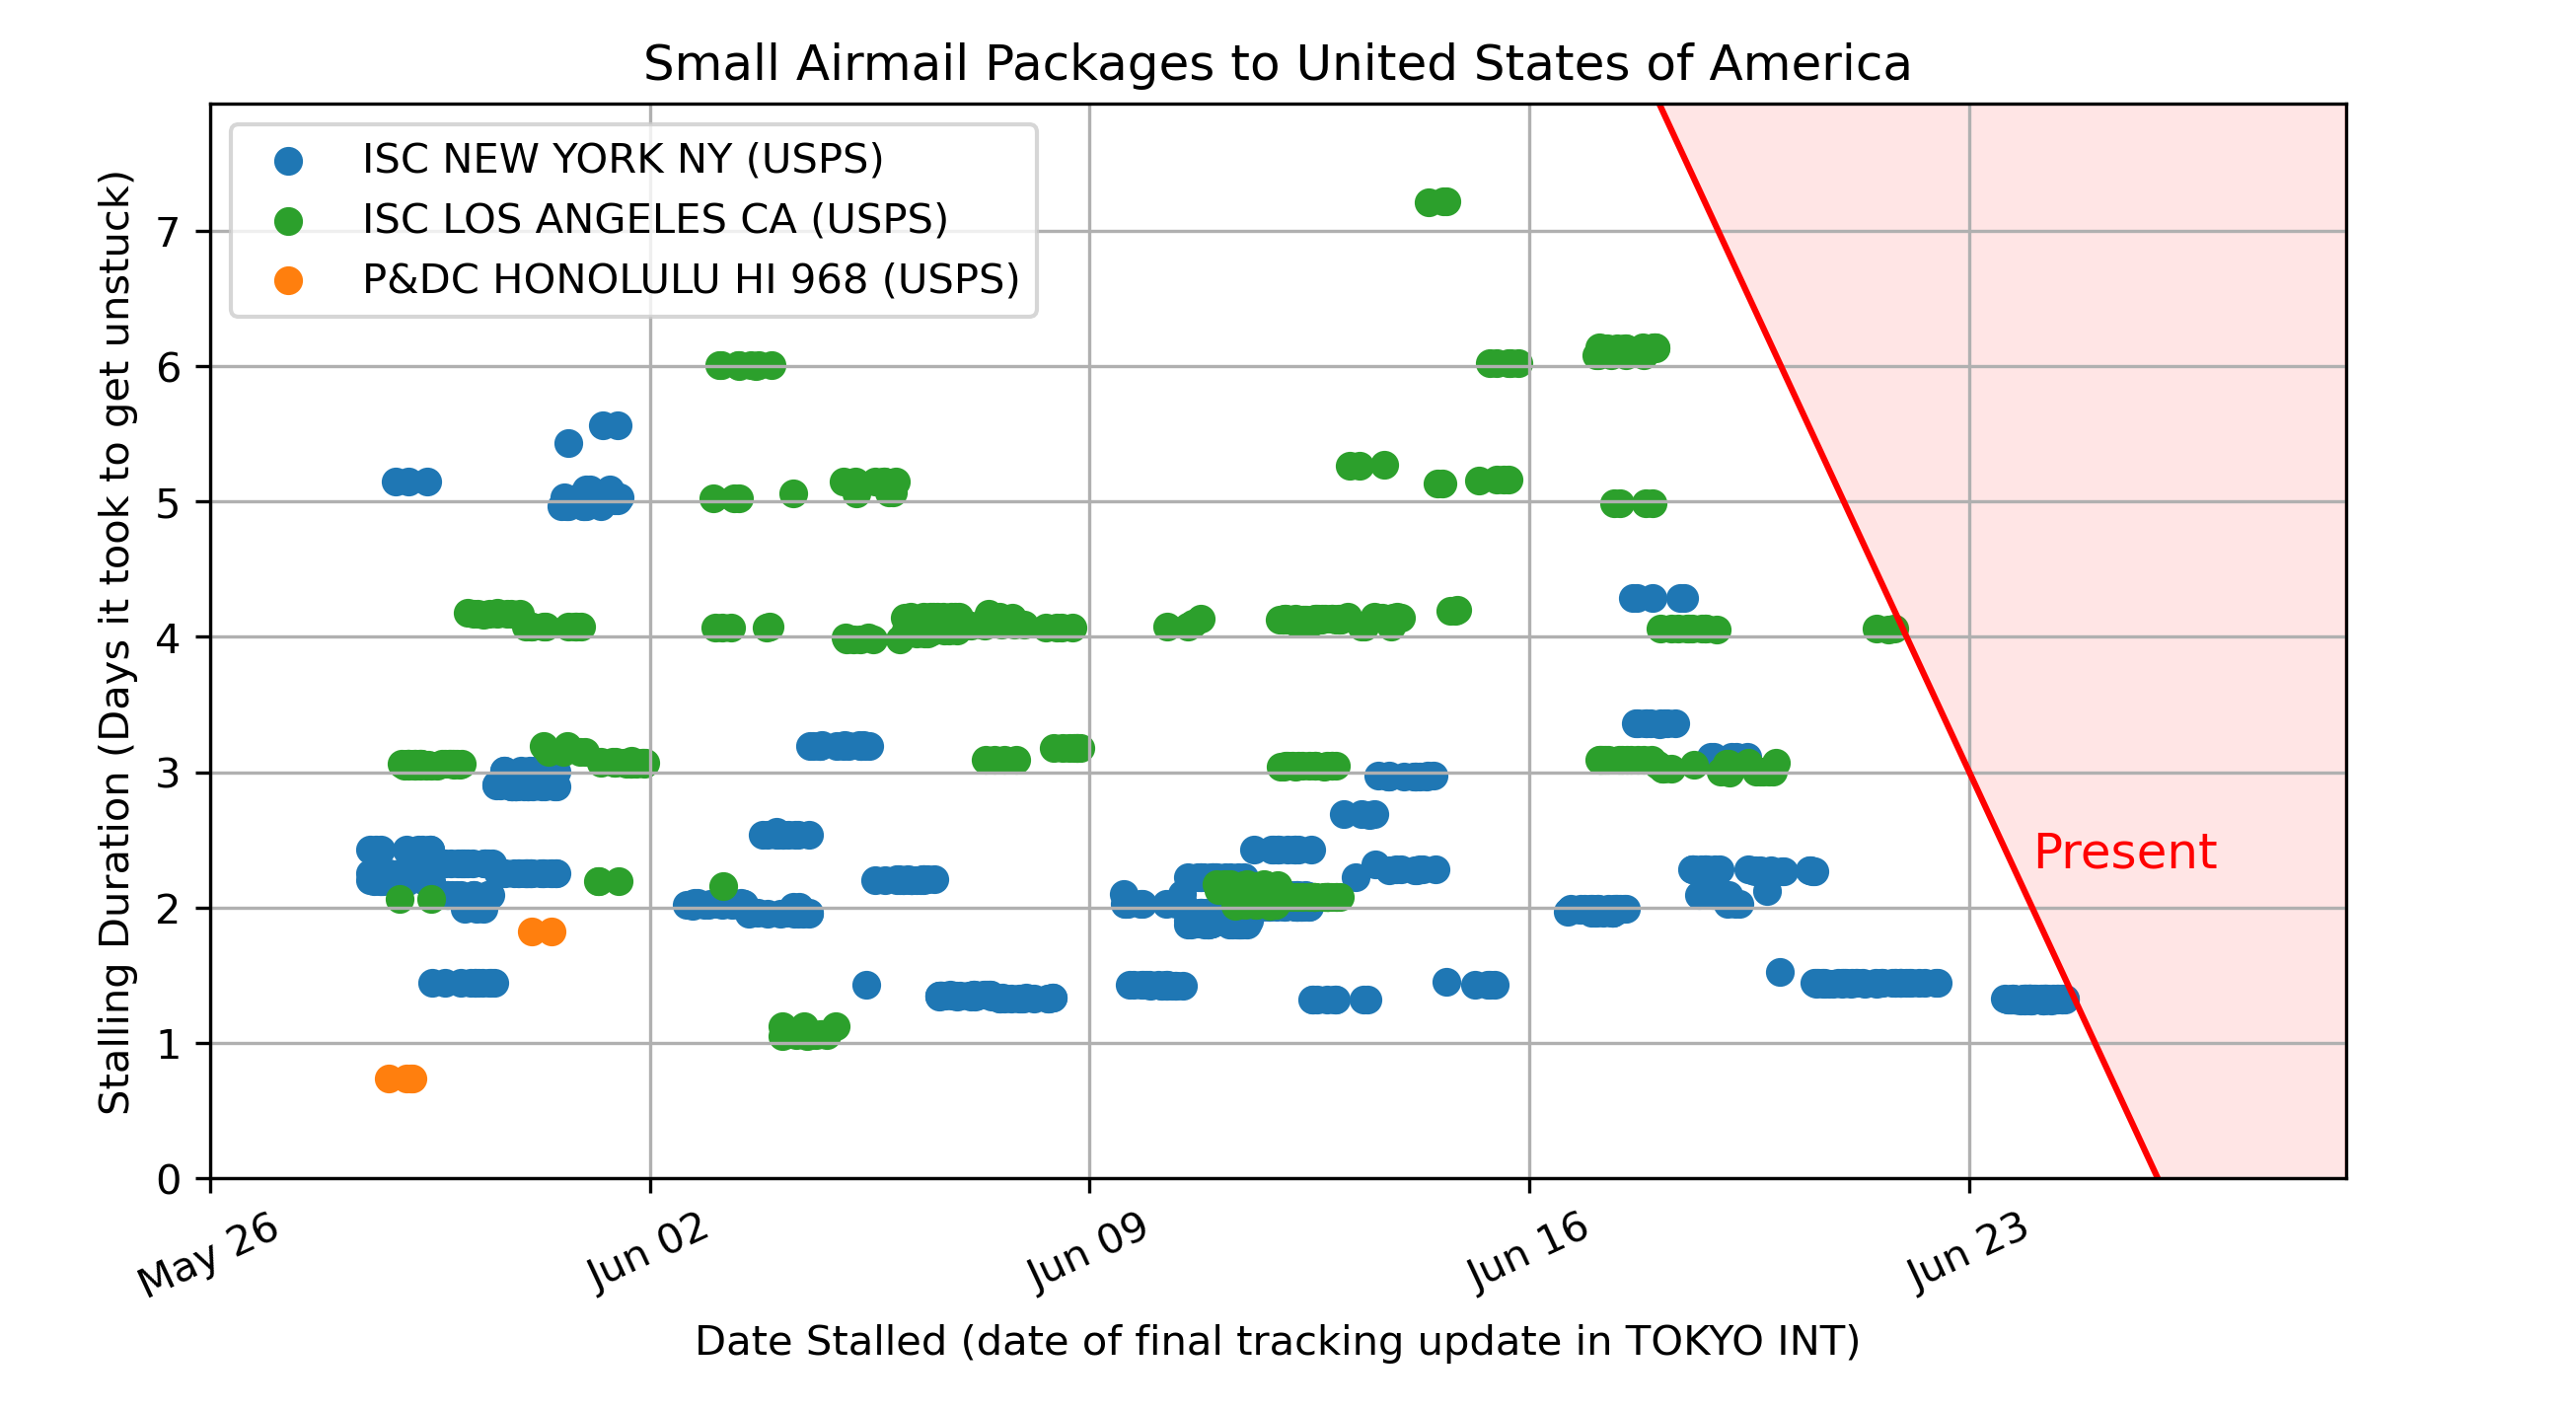 Small Airmail Packages to United States of America
ISC NEW YORK NY (USPS)
ISC LOS ANGELES CA (USPS)
P&DC HONOLULU HI 968 (USPS)
Stalling Duration (Days it took to get unstuck)
7
6
5
4
3
2
1
0
Present
May 26
Jun 02
Jun 09
Jun 16
Jun 23
Date Stalled (date of final tracking update in TOKYO INT)